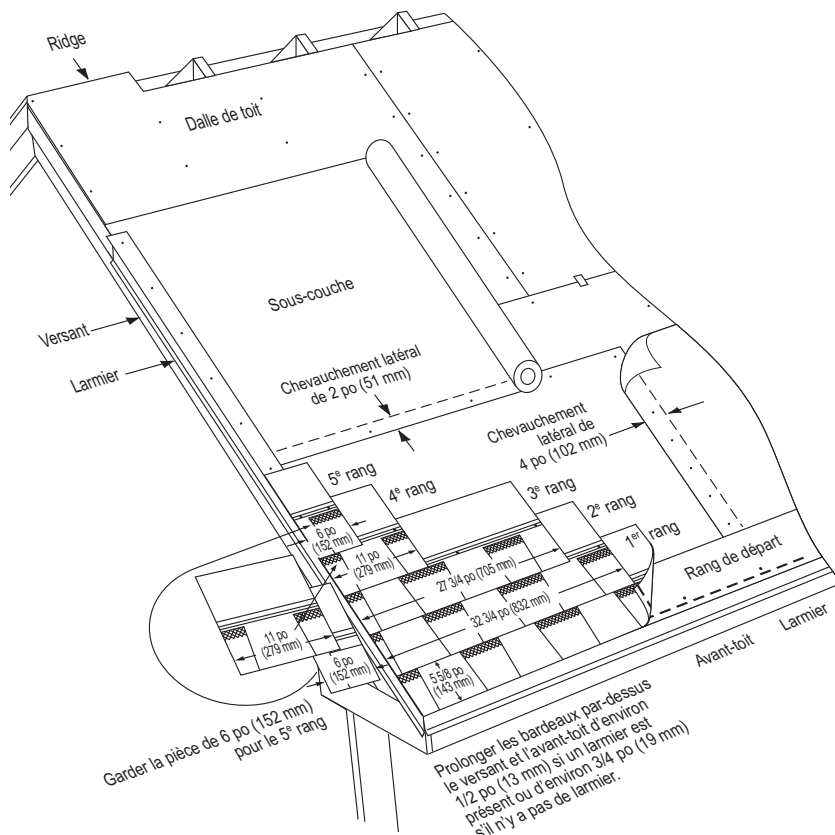 Ridge
Dalle de toit
Sous-couche
Versant
Larmier
Chevauchement latéral
de 2 po (51 mm)
Chevauchement
latéral de
4 po (102 mm)
5e rang
4e rang
3e rang
2e rang
1er rang
Rang de départ
6 po
(152 mm)
11 po
(279 mm)
27 3/4 po (705 mm)
32 3/4 po (832 mm)
11 po
(279 mm)
6 po
(152 mm)
5 5/8 po
(143 mm)
Avant-toit
Larmier
Garder la pièce de 6 po (152 mm)
pour le 5e rang
Prolonger les bardeaux par-dessus
le versant et l'avant-toit d'environ
1/2 po (13 mm) si un larmier est
présent ou d'environ 3/4 po (19 mm)
s'il n'y a pas de larmier.